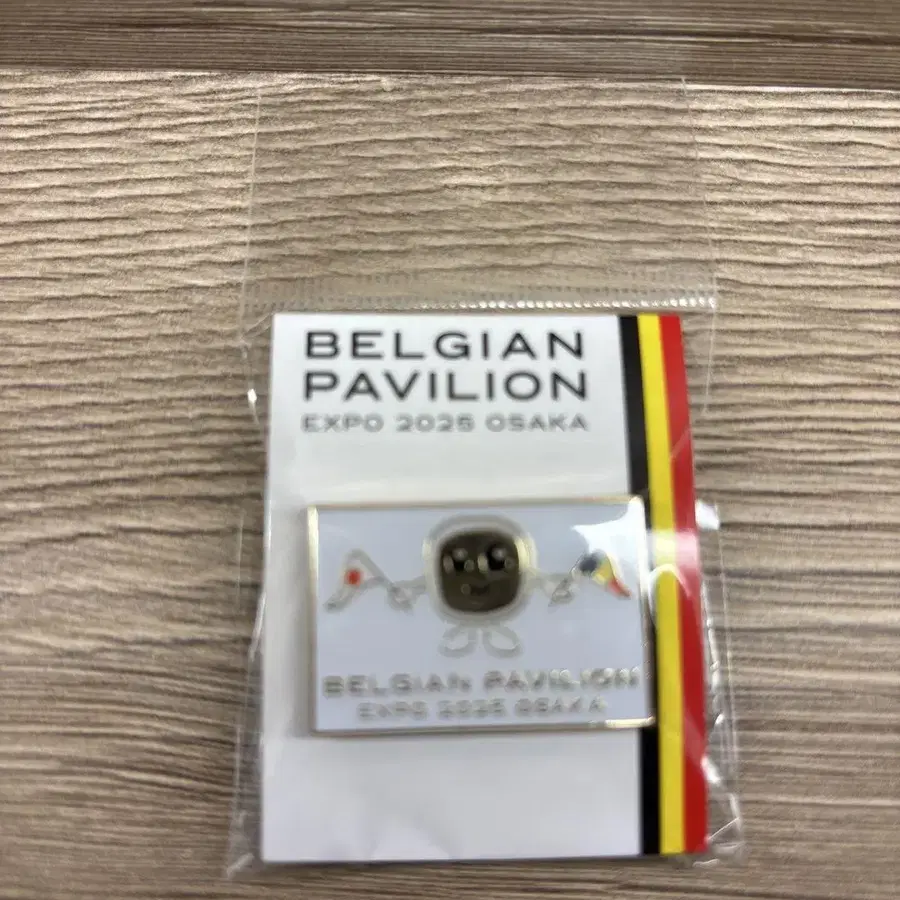 BELGIAN
PAVILION
EXPO 2025 OSAKA
BELGIAN PAVILION
EXPO 2025 OSAKA